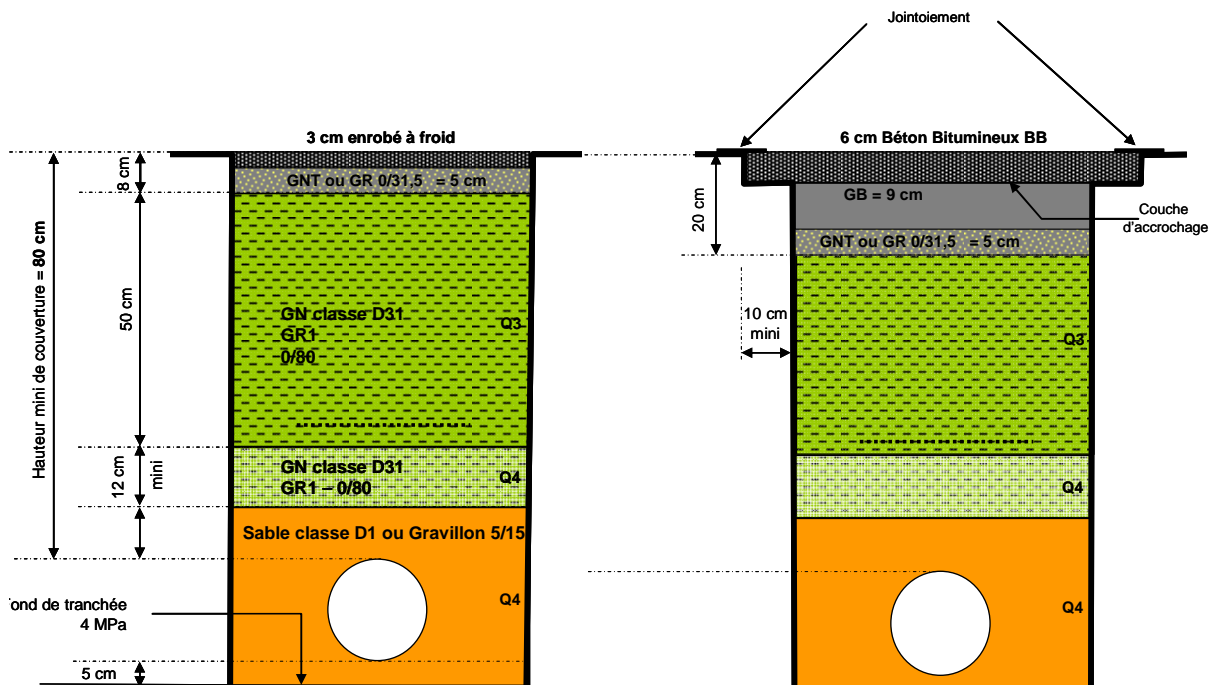 Jointoiement
3 cm enrobé à froid
6 cm Béton Bitumineux BB
8 cm
GNT ou GR 0/31,5 = 5 cm
Hauteur mini de couverture = 80 cm
50 cm
GN classe D31
GR1
0/80
Q3
12 cm
mini
GN classe D31
GR1 – 0/80
Q4
Sable classe D1 ou Gravillon 5/15
Q4
ond de tranchée
4 MPa
5 cm
20 cm
GB = 9 cm
Couche
d'accrochage
GNT ou GR 0/31,5 = 5 cm
10 cm
mini
Q3
Q4
Q4